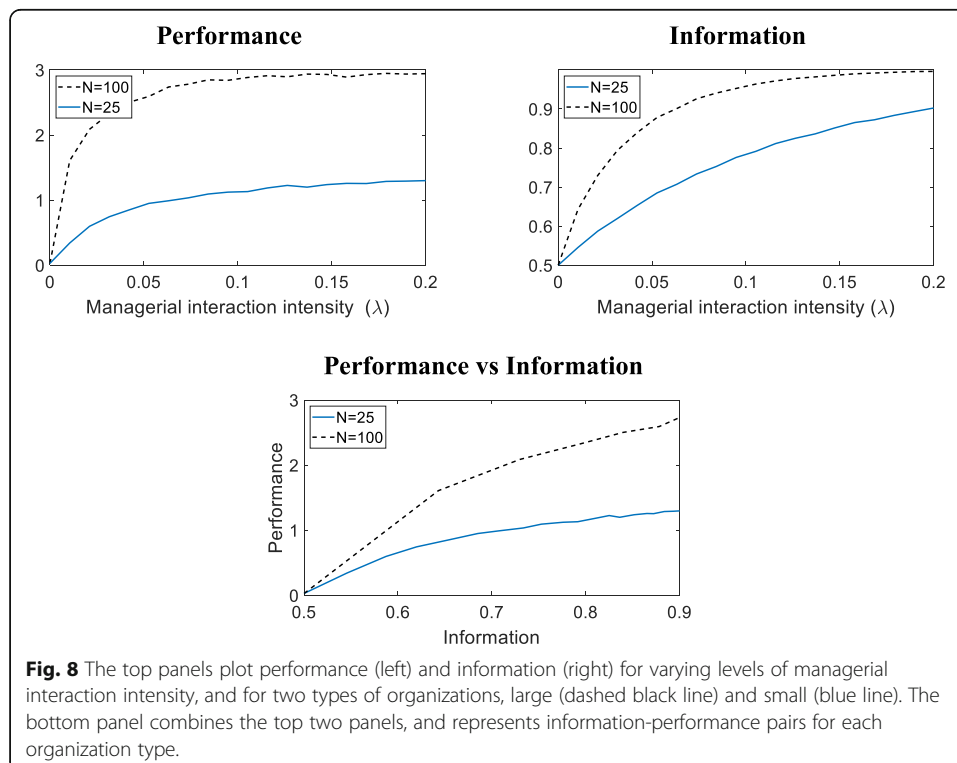 Performance
3
2
1
0
N=100
N=25
0
0.05
0.1
0.15
0.2
Managerial interaction intensity (λ)
Information
0.9
0.8
0.7
0.6
0.5
N=25
N=100
0
0.05
0.1
0.15
0.2
Managerial interaction intensity (λ)
Performance vs Information
Performance
3
2
1
0
N=25
N=100
0.5
0.6
0.7
0.8
0.9
Information
Fig. 8 The top panels plot performance (left) and information (right) for varying levels of managerial
interaction intensity, and for two types of organizations, large (dashed black line) and small (blue line). The
bottom panel combines the top two panels, and represents information-performance pairs for each
organization type.